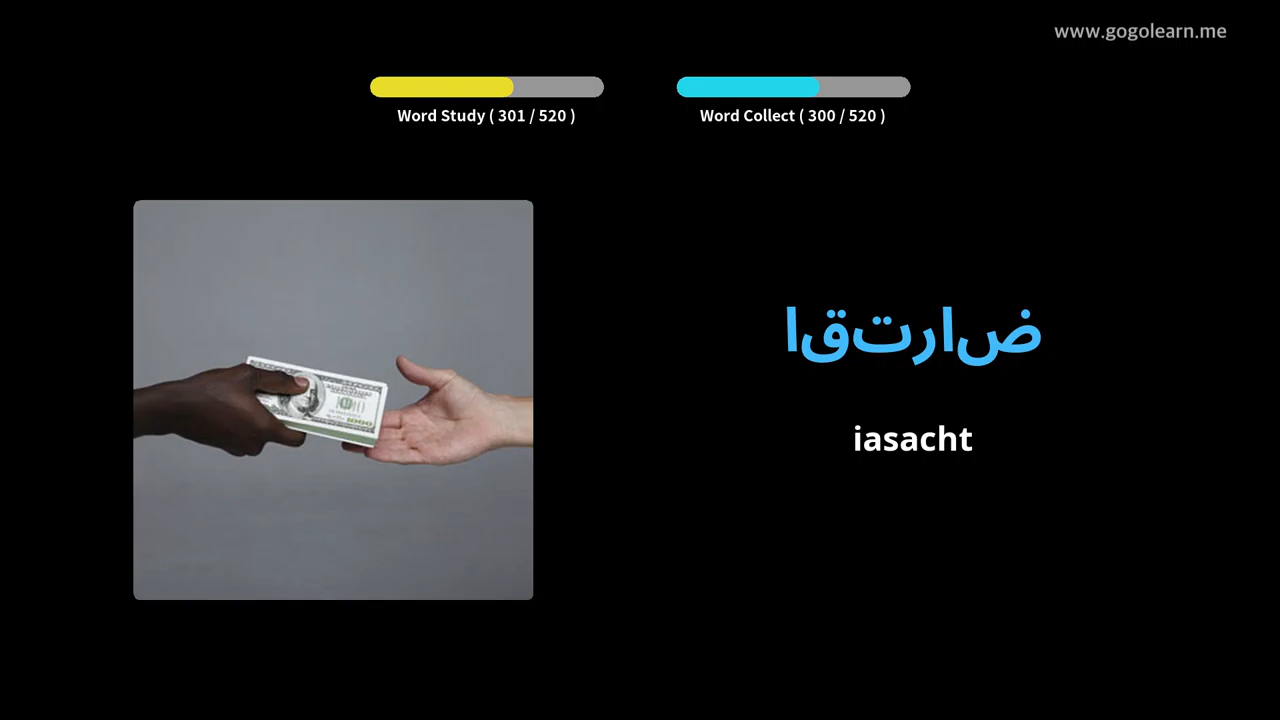 www.gogolearn.me
Word Study ( 301 / 520 )
Word Collect ( 300 / 520 )
اقتراض
iasacht